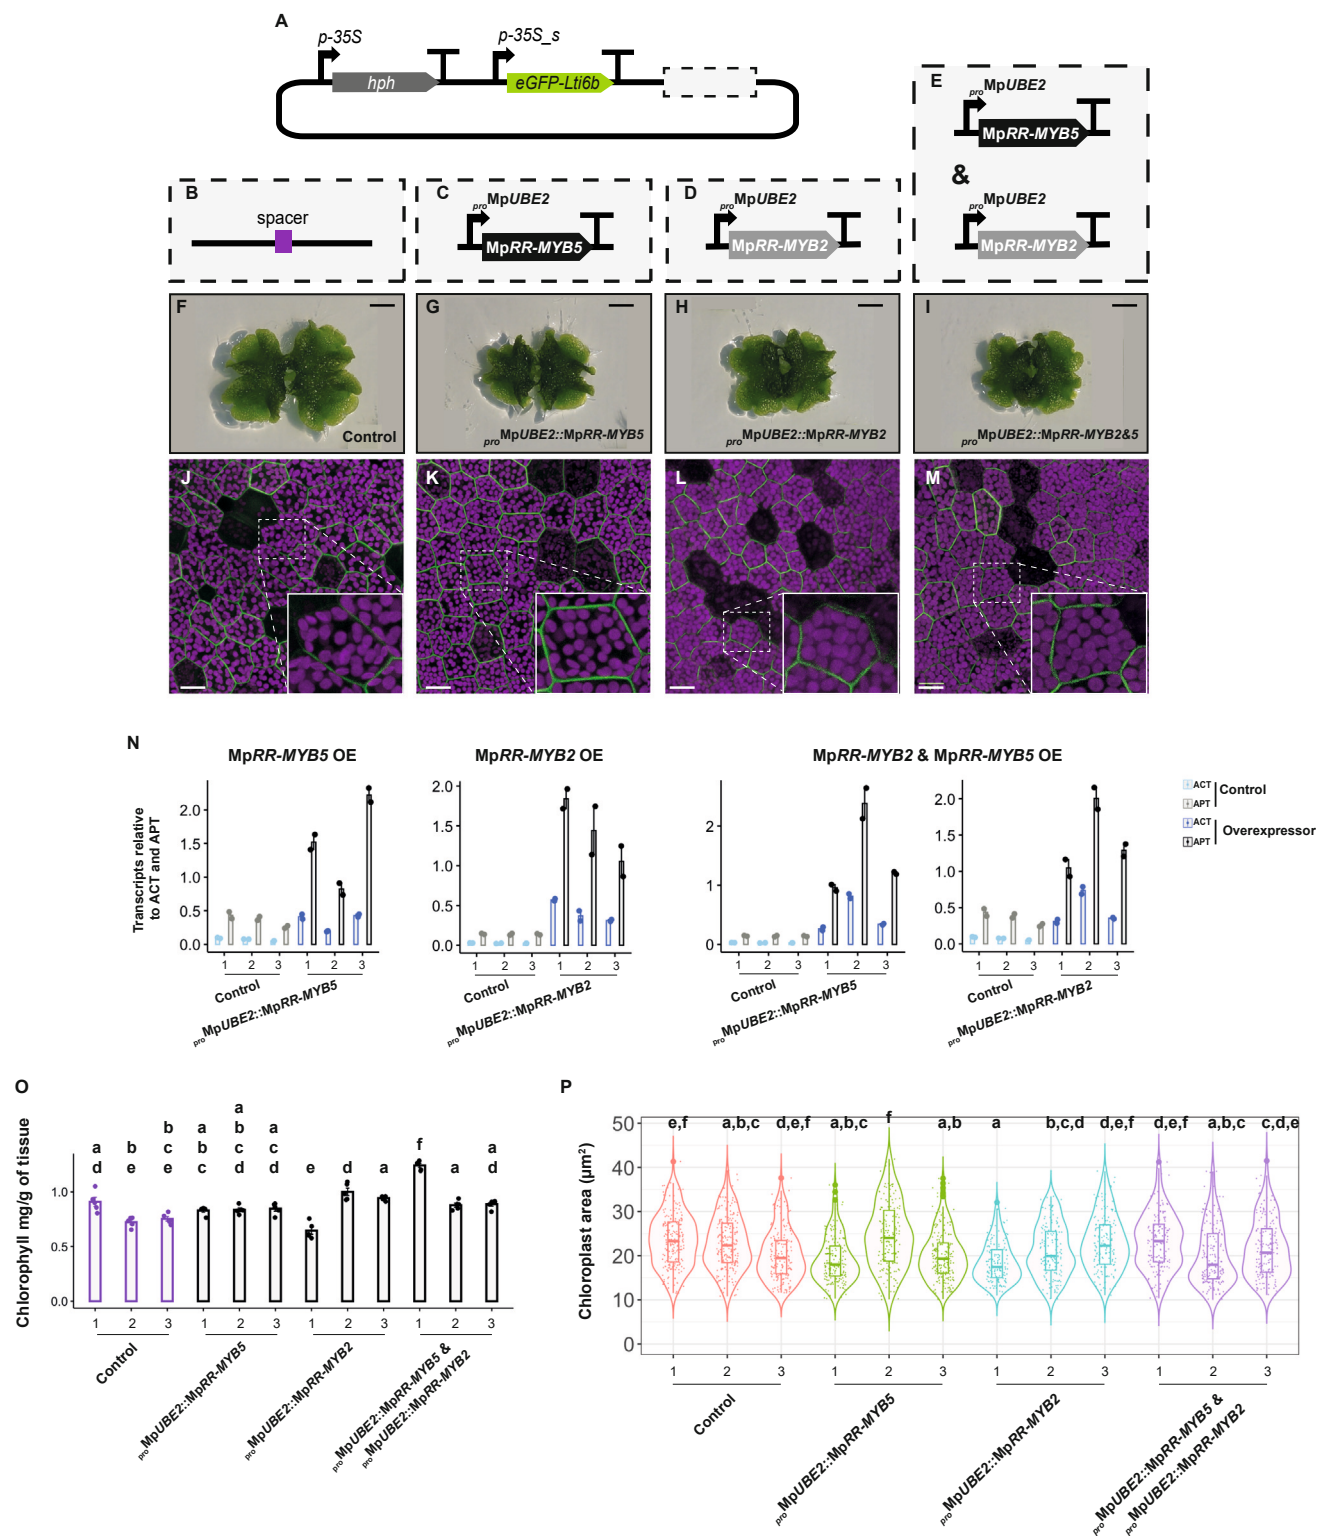 A
p-35S
p-35S_s
hph
eGFP-Lti6b
E
proMpUBE2
MpRR-MYB5
&
proMpUBE2
MpRR-MYB2
B
spacer
C
proMpUBE2
MpRR-MYB5
D
proMpUBE2
MpRR-MYB2
F
Control
G
proMpUBE2::MpRR-MYB5
H
proMpUBE2::MpRR-MYB2
I
proMpUBE2::MpRR-MYB2&5
J
K
L
M
N
MpRR-MYB5 OE
MpRR-MYB2 OE
MpRR-MYB2 & MpRR-MYB5 OE
Transcripts relative
to ACT and APT
2.0
1.5
1.0
0.5
0.0
1 2 3 1 2 3
Control
proMpUBE2::MpRR-MYB5
2.0
1.5
1.0
0.5
0.0
1 2 3 1 2 3
Control
proMpUBE2::MpRR-MYB2
2
1
0
1 2 3 1 2 3
Control
proMpUBE2::MpRR-MYB5
2.0
1.5
1.0
0.5
0.0
1 2 3 1 2 3
Control
proMpUBE2::MpRR-MYB2
ACT
APT
Control
ACT
APT
Overexpressor
O
Chlorophyll mg/g of tissue
1.0
0.5
0.0
a
b a b a f
a b c b c c
d e e c d d e d a a d
1 2 3 1 2 3 1 2 3 1 2 3
Control
proMpUBE2::MpRR-MYB5
proMpUBE2::MpRR-MYB2
proMpUBE2::MpRR-MYB5 &
proMpUBE2::MpRR-MYB2
P
Chloroplast area (µm²)
50
40
30
20
10
0
e,f a,b,c d,e,f a,b,c f a,b a b,c,d d,e,f d,e,f a,b,c c,d,e
1 2 3 1 2 3 1 2 3 1 2 3
Control
proMpUBE2::MpRR-MYB5
proMpUBE2::MpRR-MYB2
proMpUBE2::MpRR-MYB5 &
proMpUBE2::MpRR-MYB2